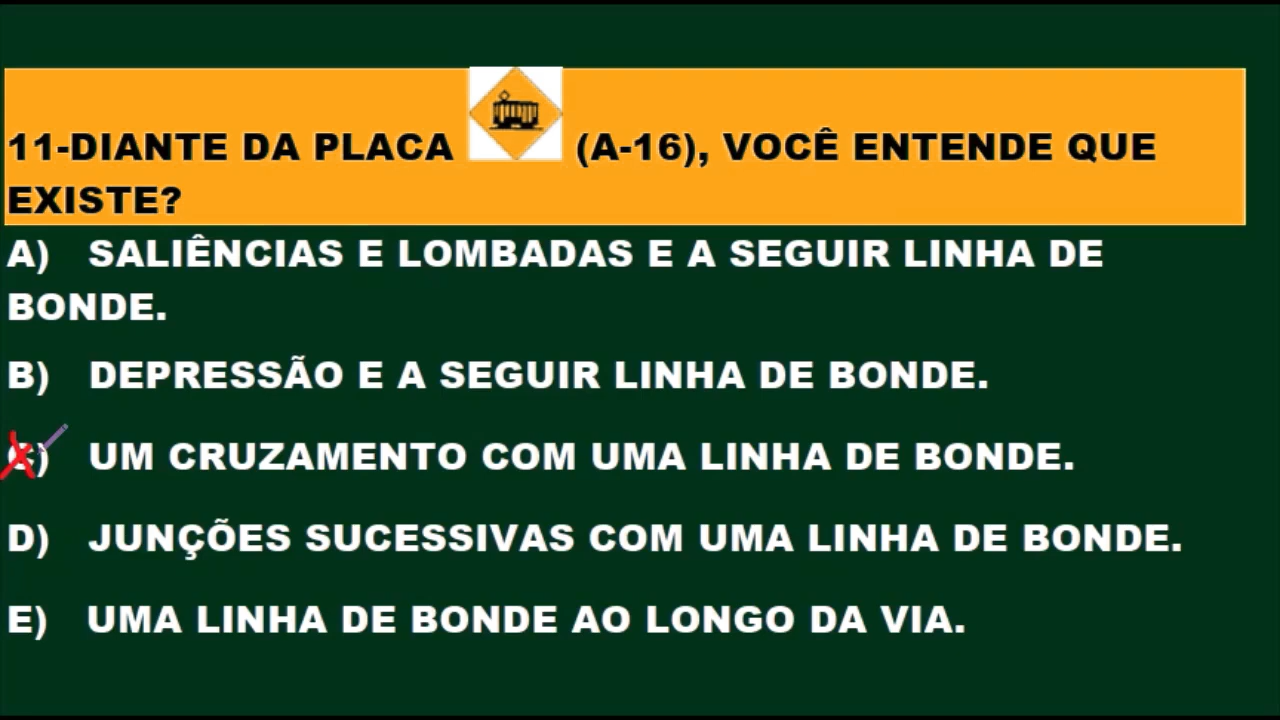 11-DIANTE DA PLACA (A-16), VOCÊ ENTENDE QUE
EXISTE?
A) SALIÊNCIAS E LOMBADAS E A SEGUIR LINHA DE
BONDE.
B) DEPRESSÃO E A SEGUIR LINHA DE BONDE.
C) UM CRUZAMENTO COM UMA LINHA DE BONDE.
D) JUNÇÕES SUCESSIVAS COM UMA LINHA DE BONDE.
E) UMA LINHA DE BONDE AO LONGO DA VIA.